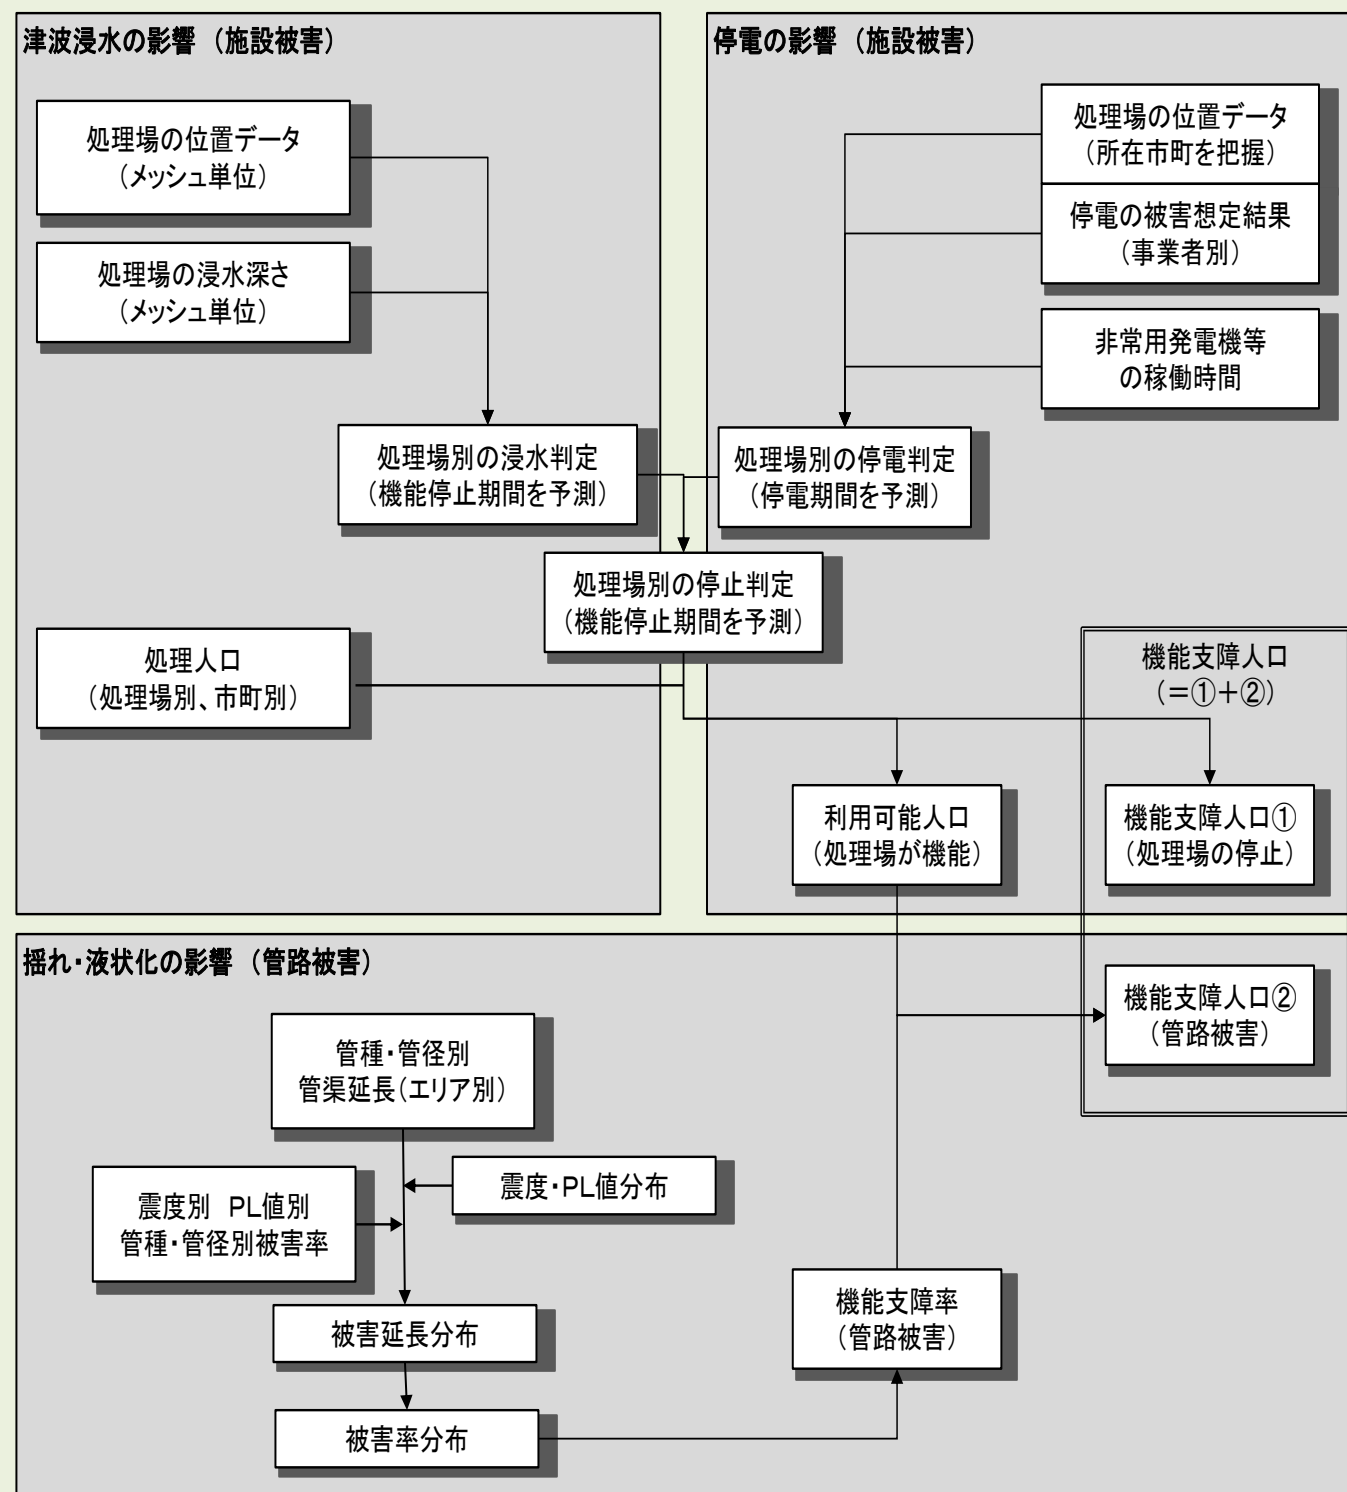 津波浸水の影響（施設被害）
処理場の位置データ
（メッシュ単位）
処理場の浸水深さ
（メッシュ単位）
処理場別の浸水判定
（機能停止期間を予測）
停電の影響（施設被害）
処理場の位置データ
（所在市町を把握）
停電の被害想定結果
（事業者別）
非常用発電機等
の稼働時間
処理場別の停電判定
（停電期間を予測）
処理場別の停止判定
（機能停止期間を予測）
処理人口
（処理場別、市町別）
機能支障人口
（＝①＋②）
利用可能人口
（処理場が機能）
機能支障人口①
（処理場の停止）
揺れ・液状化の影響（管路被害）
機能支障人口②
（管路被害）
管種・管径別
管渠延長（エリア別）
震度・PL値分布
震度別　PL値別
管種・管径別被害率
被害延長分布
機能支障率
（管路被害）
被害率分布